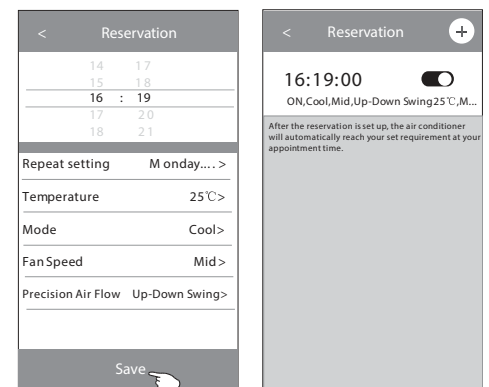 < Reservation
14 17
15 18
16 : 19
17 20
18 21
Repeat setting Monday.... >
Temperature 25℃>
Mode Cool>
Fan Speed Mid>
Precision Air Flow Up-Down Swing>
Save
< Reservation +
16:19:00
ON,Cool,Mid,Up-Down Swing25℃,M...
After the reservation is set up, the air conditioner
will automatically reach your set requirement at your
appointment time.